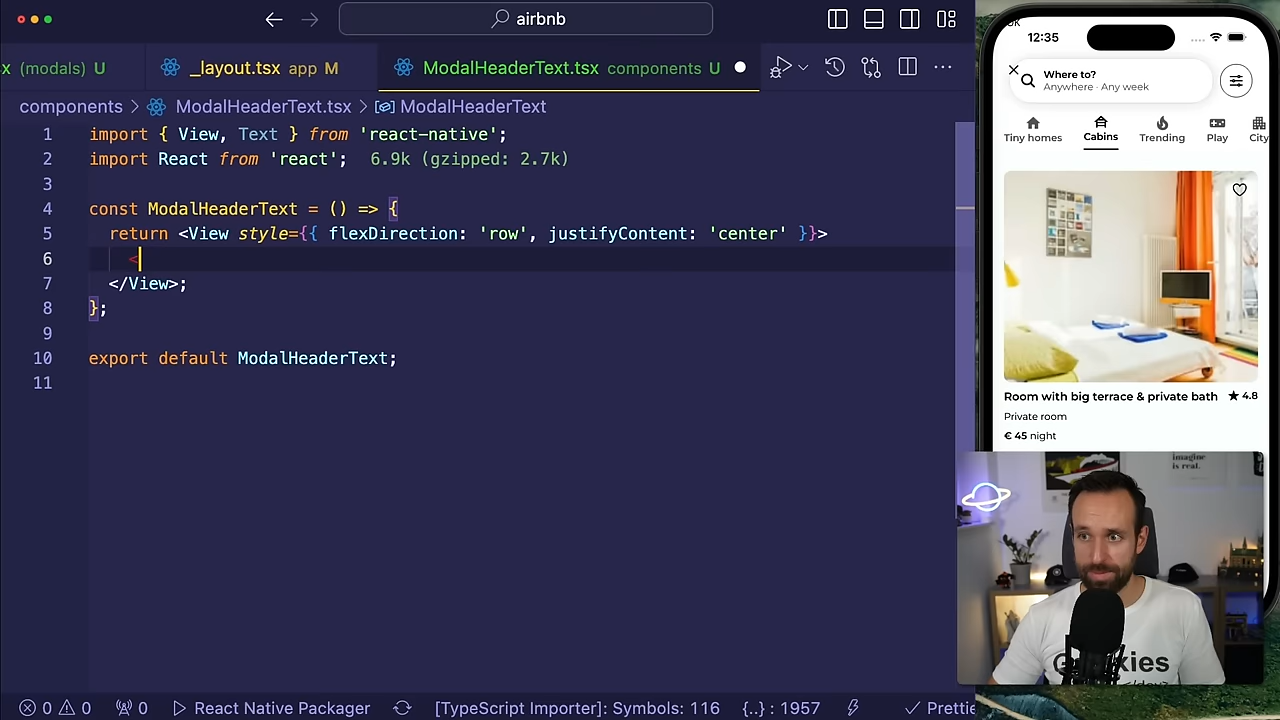 airbnb
x (modals) U
_layout.tsx app M
ModalHeaderText.tsx components U
components > ModalHeaderText.tsx > ModalHeaderText
1 import { View, Text } from 'react-native';
2 import React from 'react'; 6.9k (gzipped: 2.7k)
3
4 const ModalHeaderText = () => {
5 return <View style={{ flexDirection: 'row', justifyContent: 'center' }}>
6 <
7 </View>;
8 };
9
10 export default ModalHeaderText;
11
0 0 0 React Native Packager [TypeScript Importer]: Symbols: 116 {..} : 1957 Prettie
12:35
Where to?
Anywhere · Any week
Tiny homes Cabins Trending Play City
Room with big terrace & private bath ★ 4.8
Private room
€ 45 night
imagine
is real.